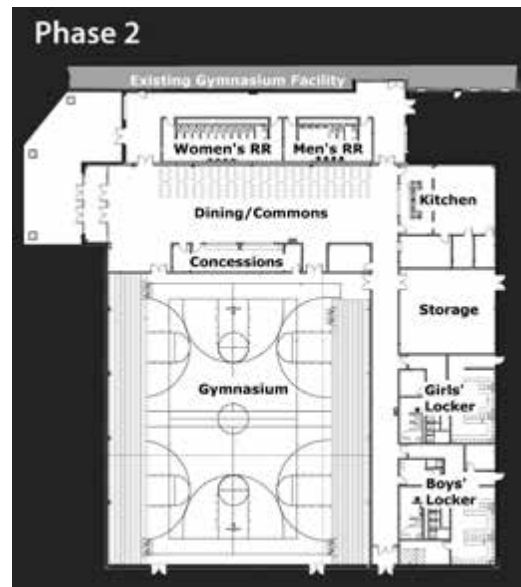 Phase 2
Existing Gymnasium Facility
Women's RR
Men's RR
Kitchen
Dining/Commons
Concessions
Storage
Gymnasium
Girls'
Locker
Boys'
Locker